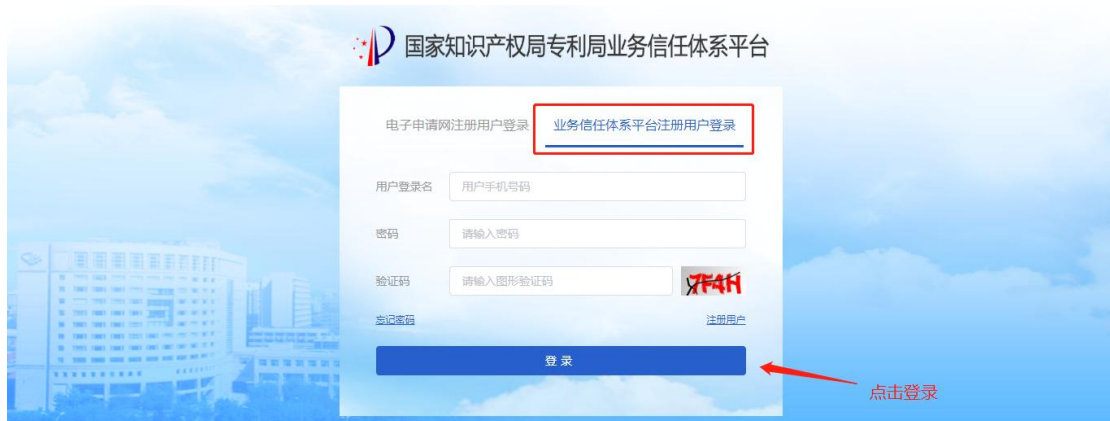 国家知识产权局专利局业务信任体系平台
电子申请网注册用户登录 业务信任体系平台注册用户登录
用户登录名 用户手机号码
密码 请输入密码
验证码 请输入图形验证码 7F4H
忘记密码 注册用户
登录
点击登录